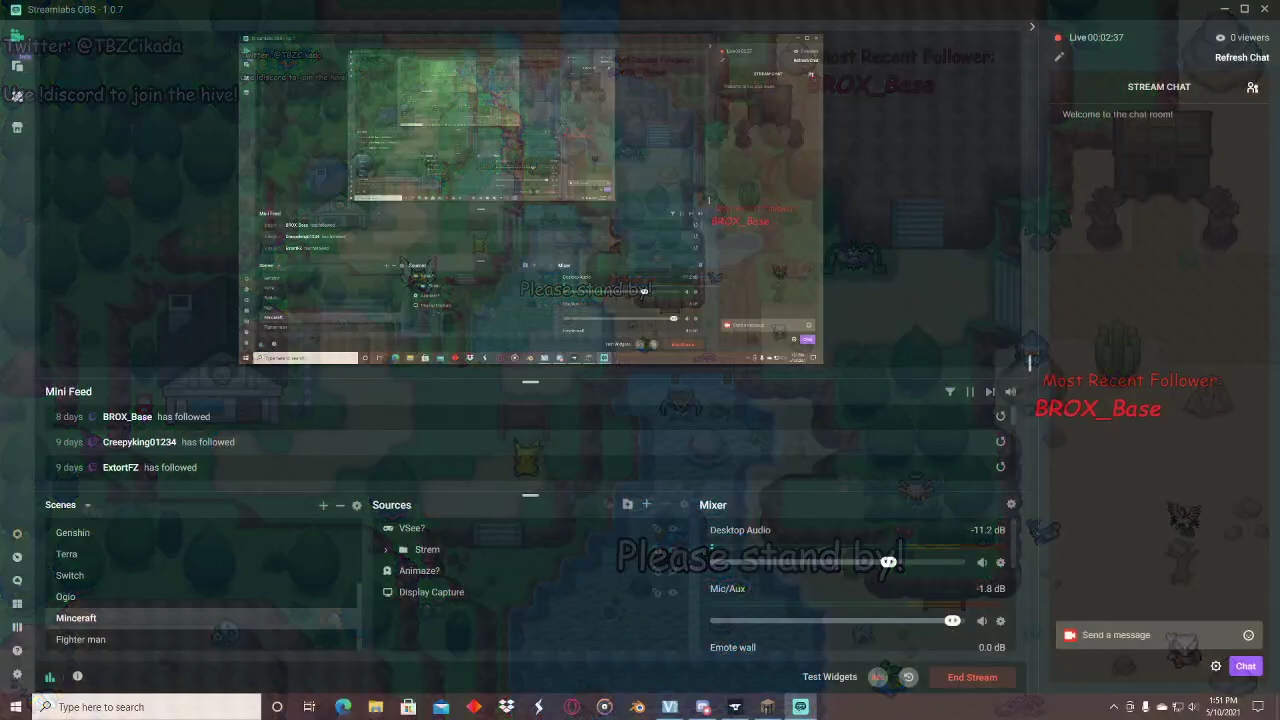 Streamlabs OBS - 1.0.7
Twitter: @TBZCikada
Use !discord to join the hive!
Live 00:02:37
0 viewers
Refresh Chat
STREAM CHAT
Welcome to the chat room!
Most Recent Follower:
BROX_Base
Please stand by!
Mini Feed
8 days BROX_Base has followed
9 days Creepyking01234 has followed
9 days ExtortFZ has followed
Most Recent Follower:
BROX_Base
Scenes
Sources
Mixer
Genshin
Terra
Switch
Ogio
Minceraft
Fighter man
VSee?
Strem
Animaze?
Display Capture
Desktop Audio
-11.2 dB
Mic/Aux
-1.8 dB
Emote wall
0.0 dB
Please stand by!
Send a message
Chat
Test Widgets
End Stream
Type here to search
1:51 PM
5/10/2021